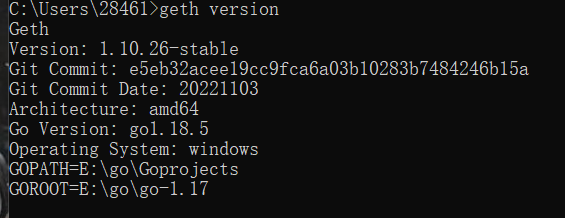 C:\Users\28461>geth version
Geth
Version: 1.10.26-stable
Git Commit: e5eb32acee19cc9fca6a03b10283b7484246b15a
Git Commit Date: 20221103
Architecture: amd64
Go Version: go1.18.5
Operating System: windows
GOPATH=E:\go\Goprojects
GOROOT=E:\go\go-1.17